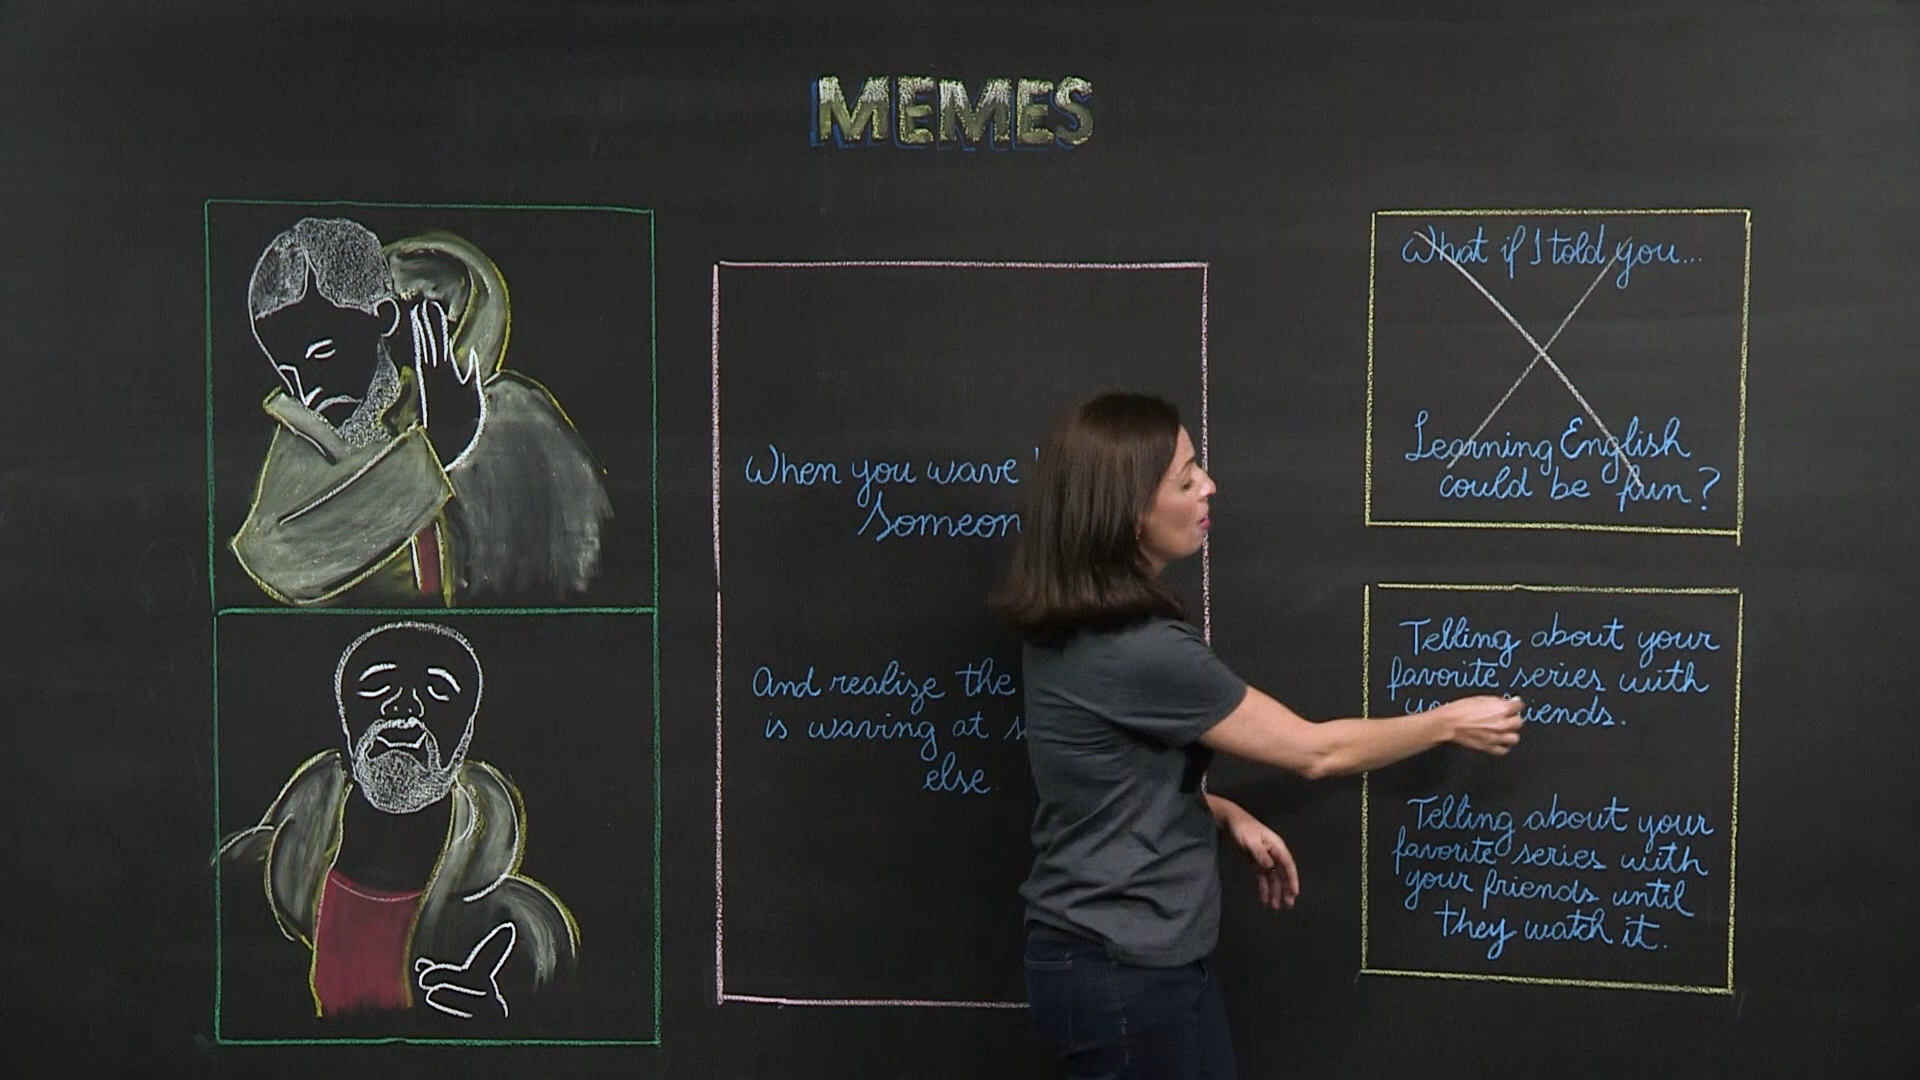 MEMES
When you wave
Someon
And realize the
is waving at
else.
What if I told you...
Learning English
could be fun?
Telling about your
favorite series with
friends.
Telling about your
favorite series with
your friends until
they watch it.